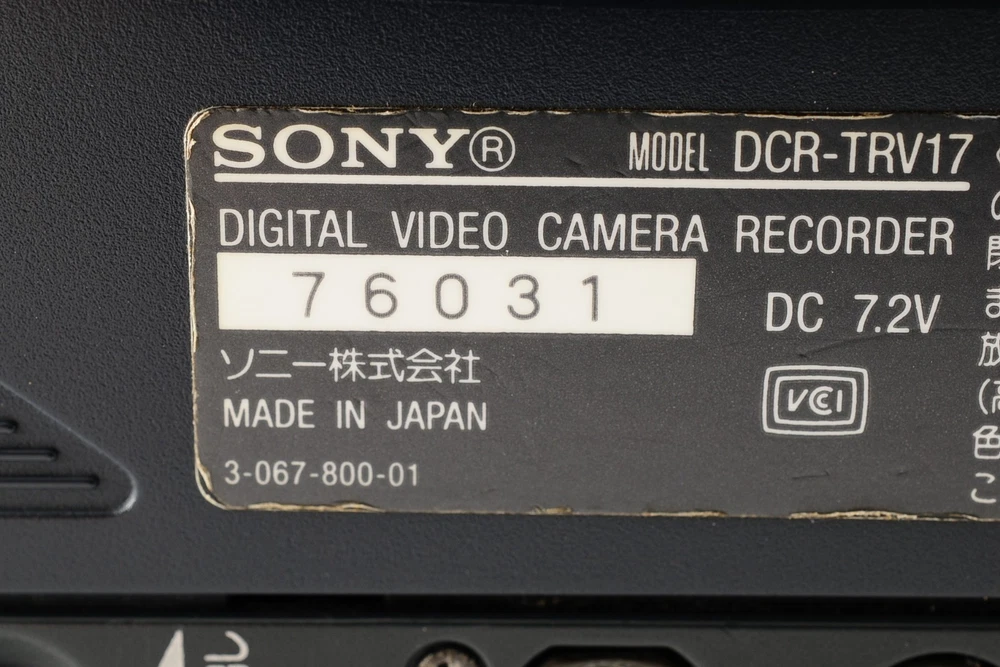 SONY® MODEL DCR-TRV17
DIGITAL VIDEO CAMERA RECORDER
76031
DC 7.2V
ソニー株式会社
VCCI
MADE IN JAPAN
3-067-800-01